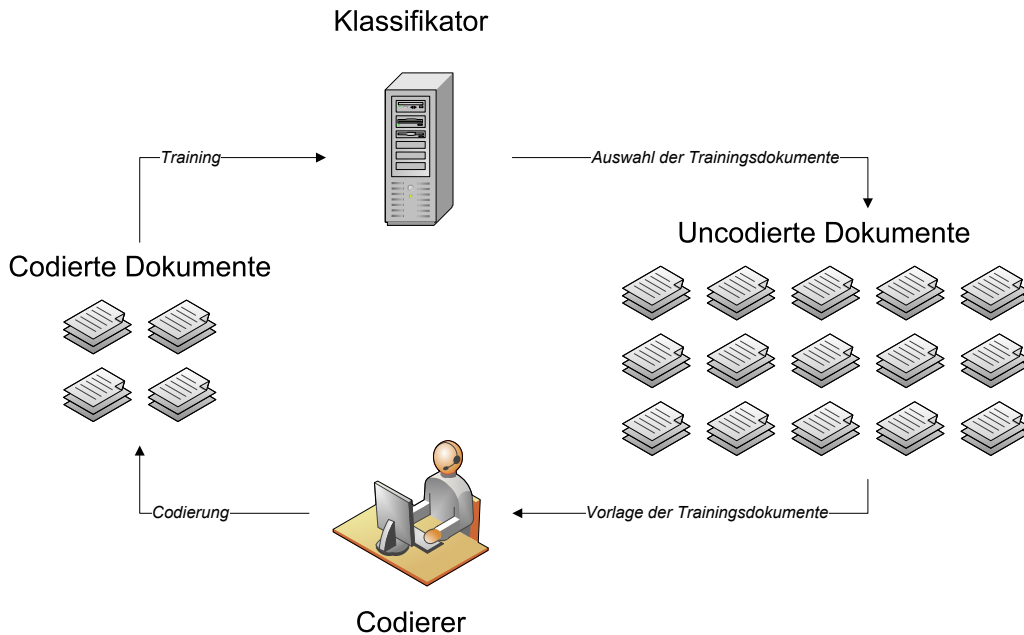 Klassifikator
Training
Auswahl der Trainingsdokumente
Uncodierte Dokumente
Codierte Dokumente
Codierung
Vorlage der Trainingsdokumente
Codierer